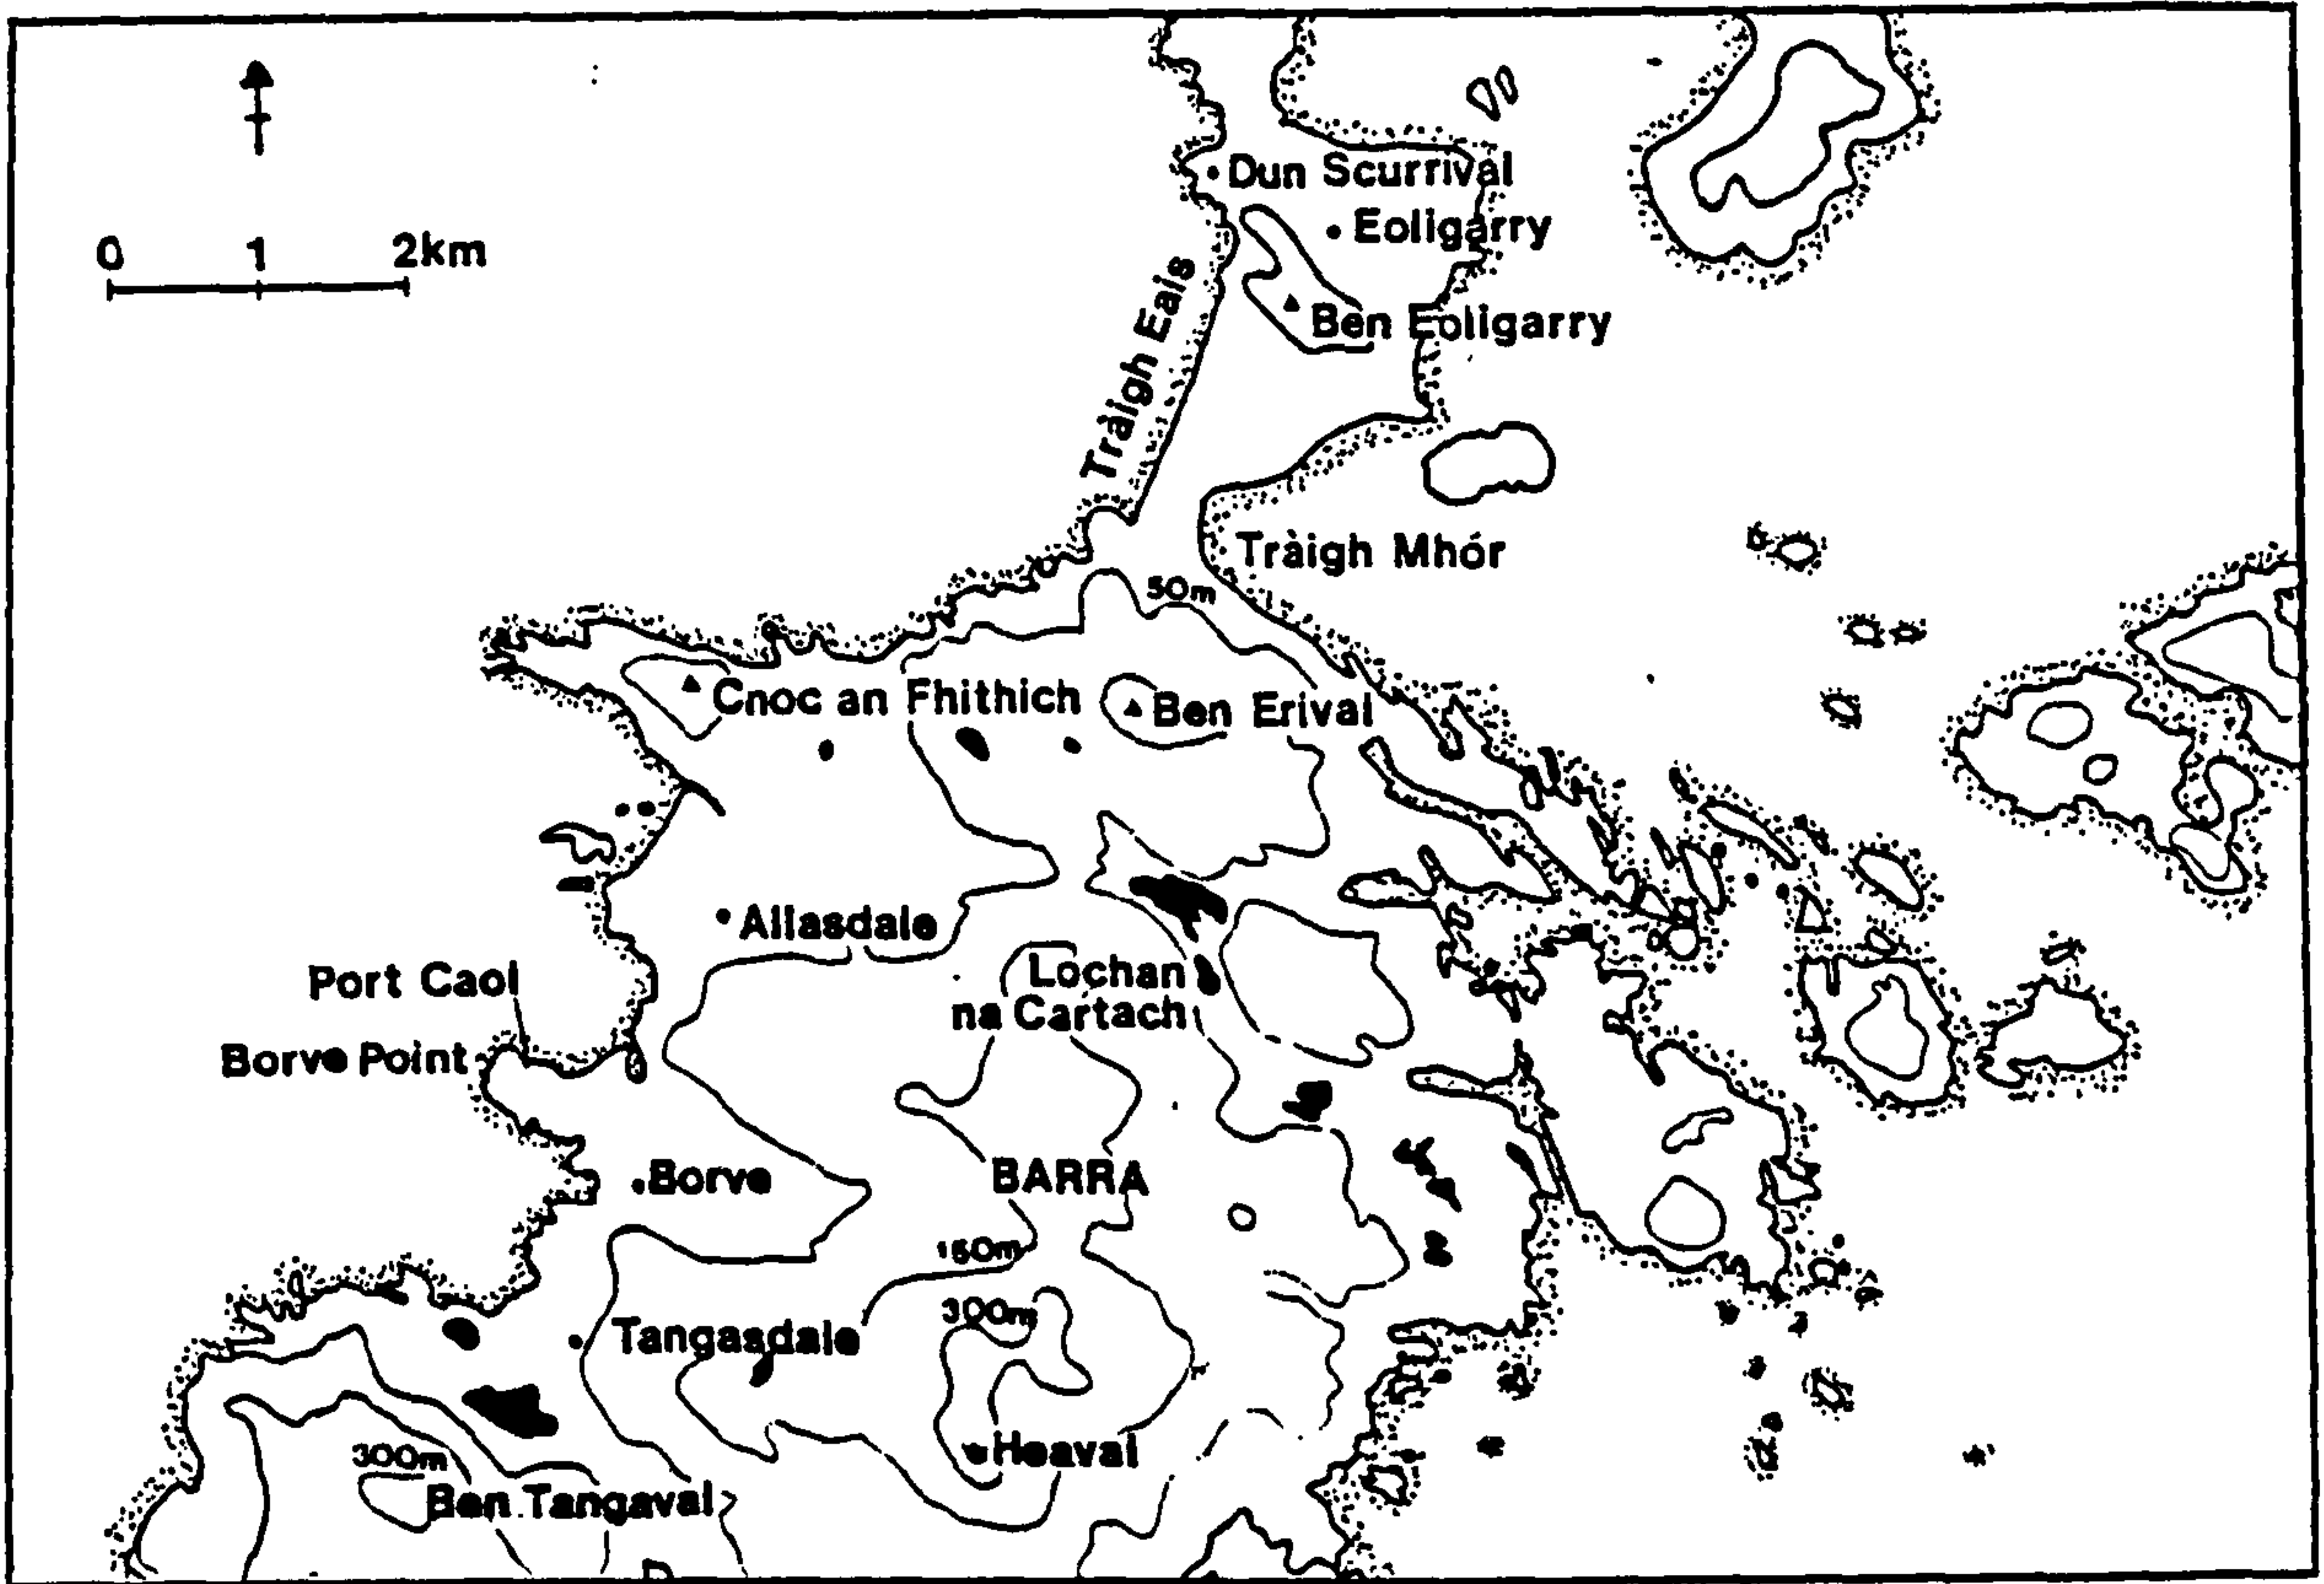 Dun Scurrival
Eoligarry
0 1 2km
Tràigh Eais
Ben Eoligarry
Tràigh Mhór
50m
Cnoc an Fhithich
Ben Erival
Allasdale
Port Caol
Lochan
na Cartach
Borve Point
Borve
BARRA
150m
300m
Tangasdale
300m
Heaval
Ben Tangaval